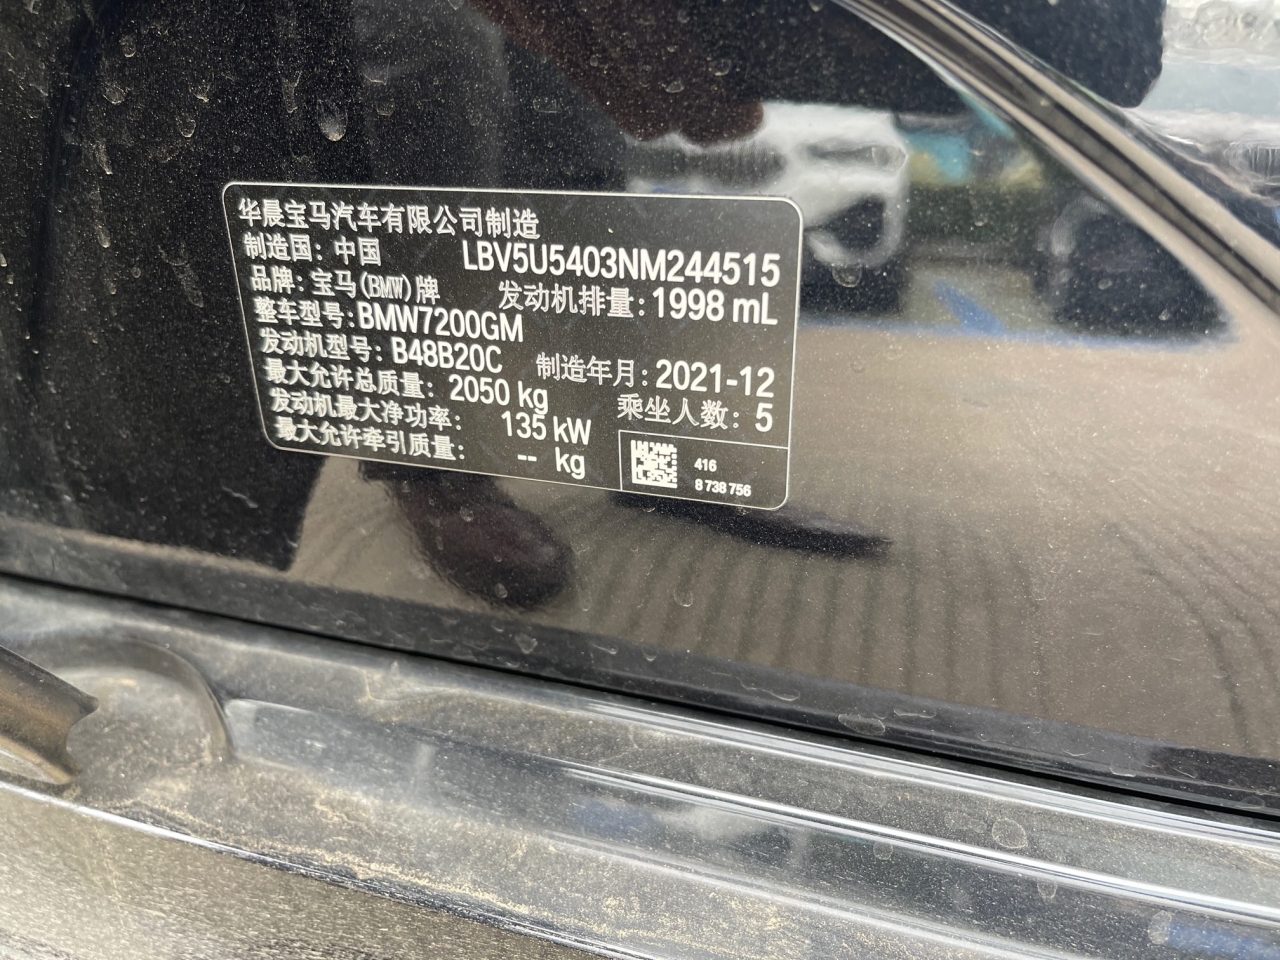 华晨宝马汽车有限公司制造
制造国: 中国 LBV5U5403NM244515
品牌: 宝马(BMW)牌 发动机排量: 1998 mL
整车型号: BMW7200GM
发动机型号: B48B20C 制造年月: 2021-12
最大允许总质量: 2050 kg 乘坐人数: 5
发动机最大净功率: 135 kW
最大允许牵引质量: -- kg
416
8 738 756